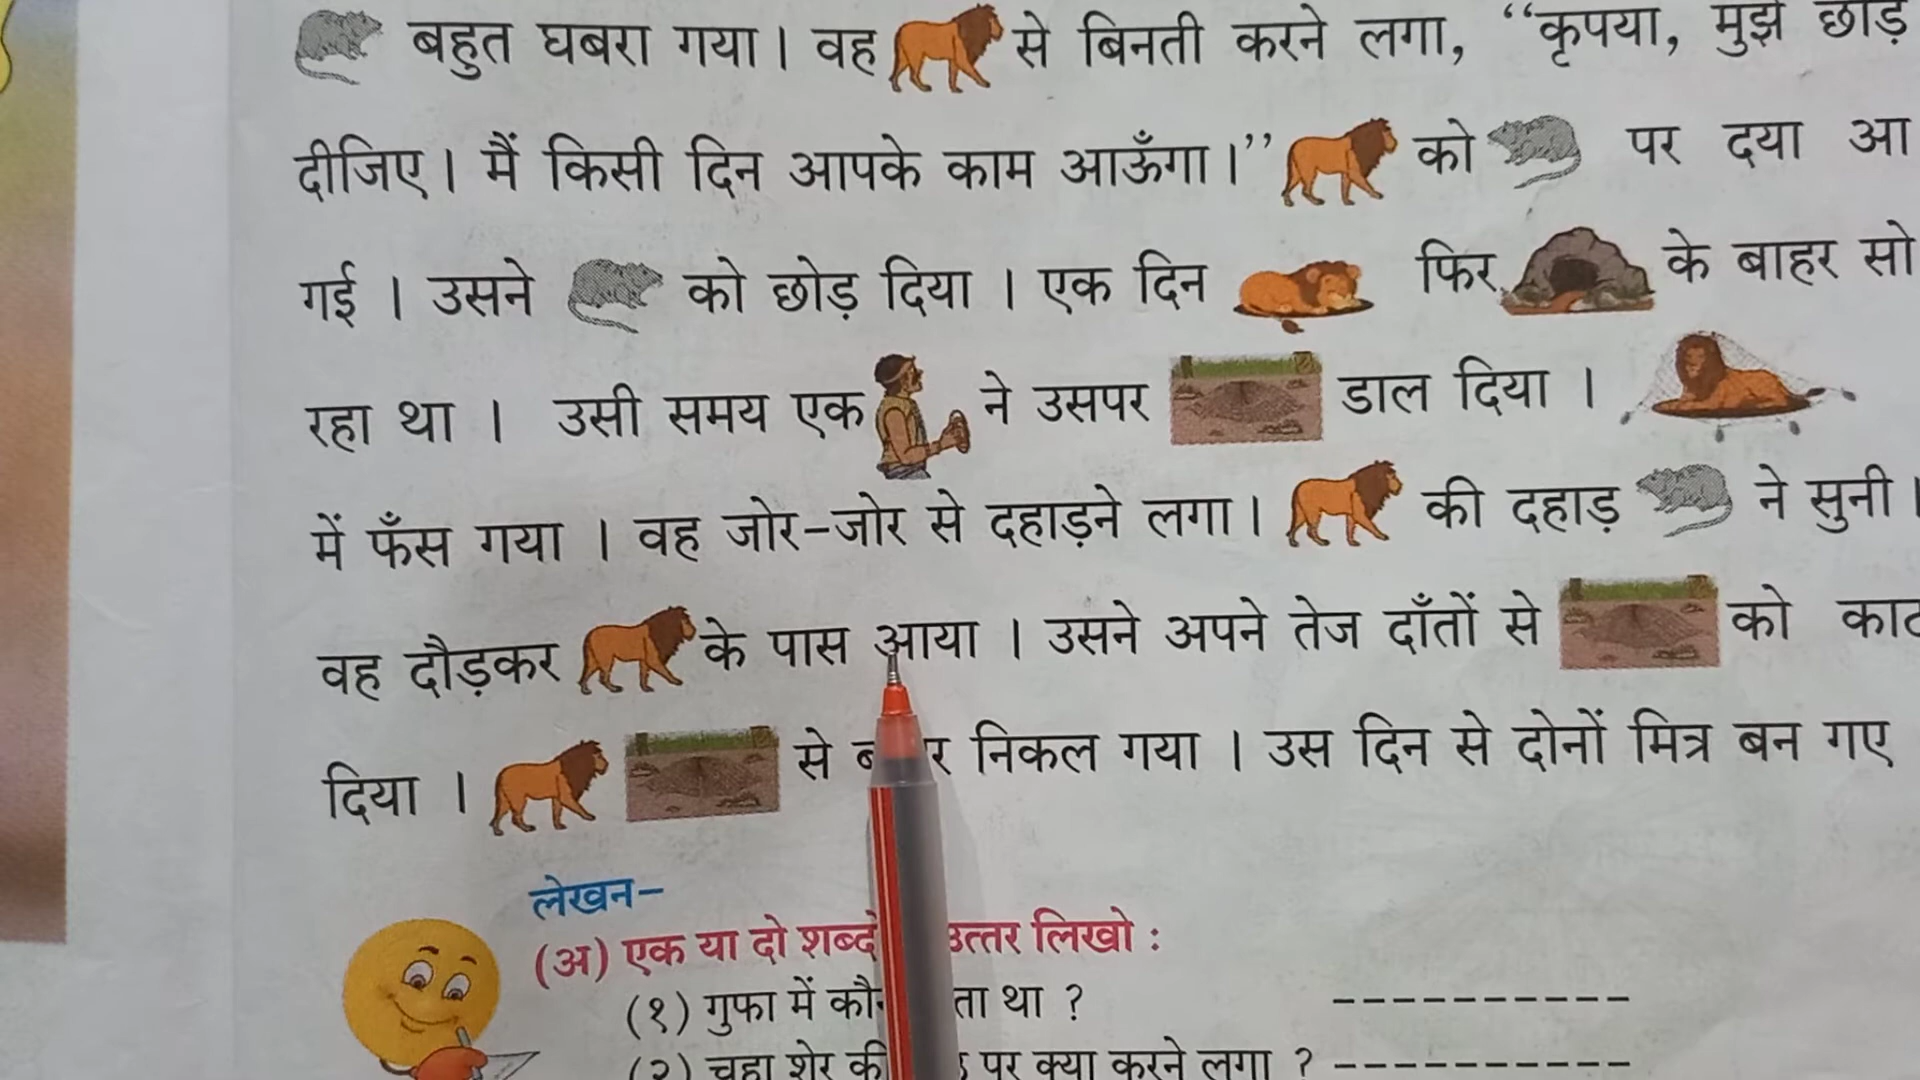 बहुत घबरा गया। वह से बिनती करने लगा, “कृपया, मुझे छोड़
दीजिए। मैं किसी दिन आपके काम आऊँगा।” को पर दया आ
गई । उसने को छोड़ दिया । एक दिन फिर के बाहर सो
रहा था । उसी समय एक ने उसपर डाल दिया ।
में फँस गया । वह जोर-जोर से दहाड़ने लगा। की दहाड़ ने सुनी।
वह दौड़कर के पास आया । उसने अपने तेज दाँतों से को काट
दिया । से निकल गया । उस दिन से दोनों मित्र बन गए
लेखन-
(अ) एक या दो उत्तर लिखो :
(१) गुफा में था ? ----------
(२) चूहा शेर की पर क्या करने लगा ? ----------